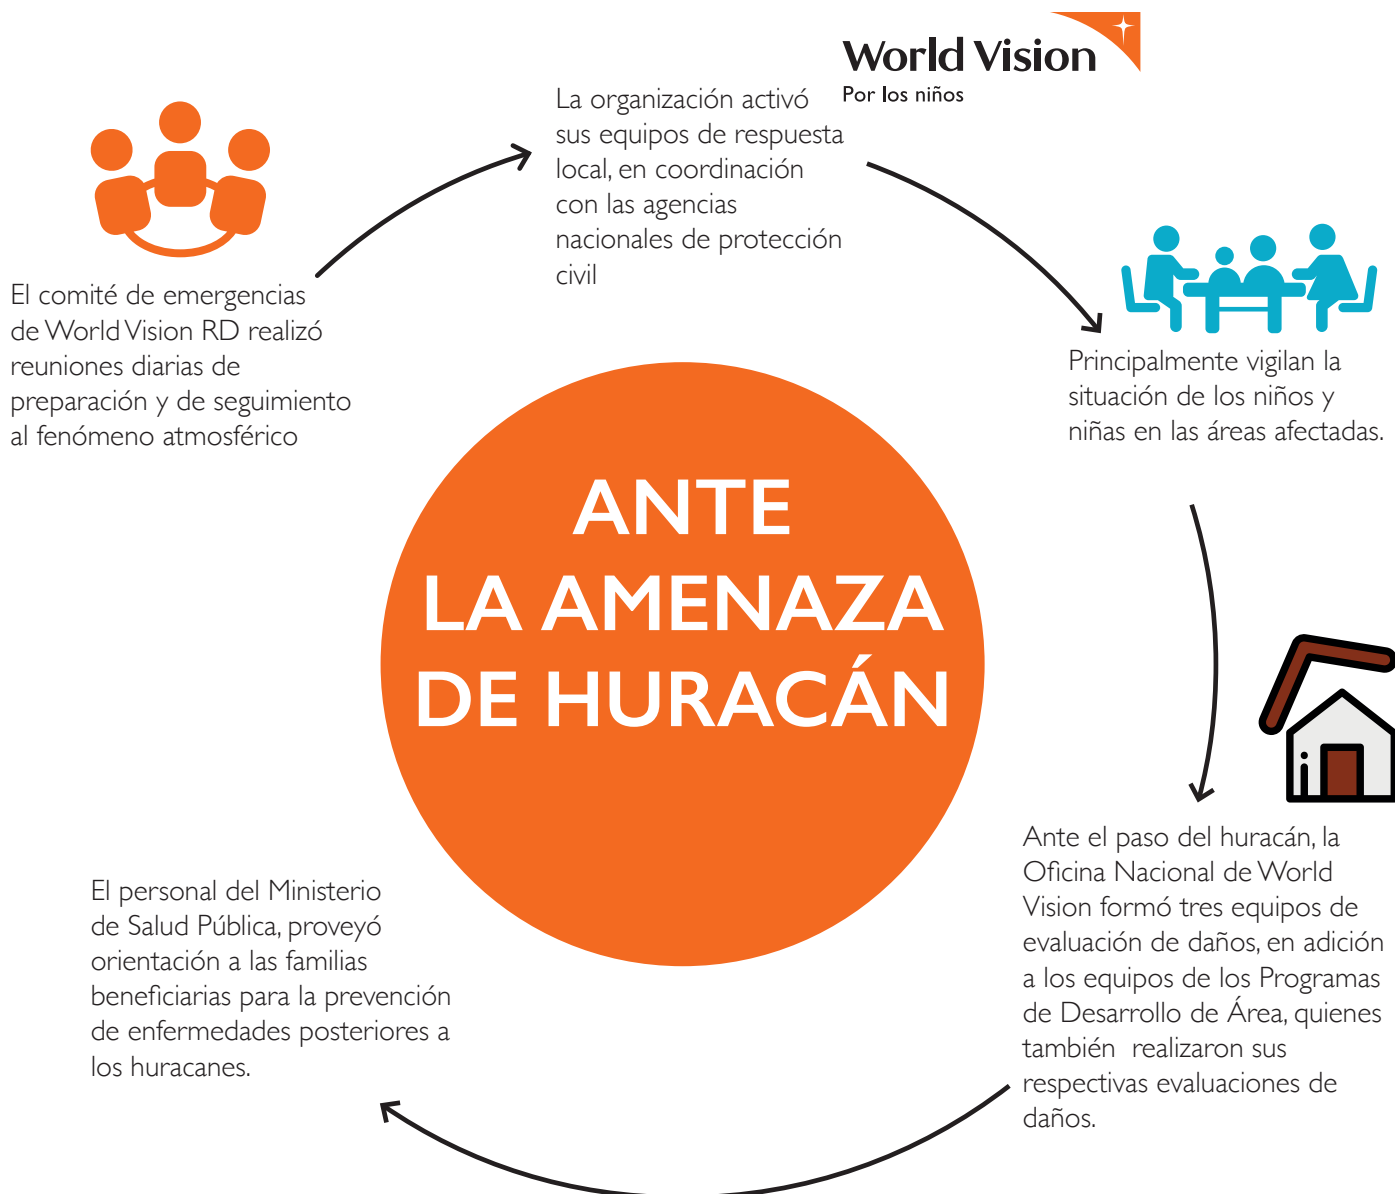 World Vision
Por los niños
El comité de emergencias
de World Vision RD realizó
reuniones diarias de
preparación y de seguimiento
al fenómeno atmosférico
La organización activó
sus equipos de respuesta
local, en coordinación
con las agencias
nacionales de protección
civil
Principalmente vigilan la
situación de los niños y
niñas en las áreas afectadas.
ANTE
LA AMENAZA
DE HURACÁN
Ante el paso del huracán, la
Oficina Nacional de World
Vision formó tres equipos de
evaluación de daños, en adición
a los equipos de los Programas
de Desarrollo de Área, quienes
también  realizaron sus
respectivas evaluaciones de
daños.
El personal del Ministerio
de Salud Pública, proveyó
orientación a las familias
beneficiarias para la prevención
de enfermedades posteriores a
los huracanes.